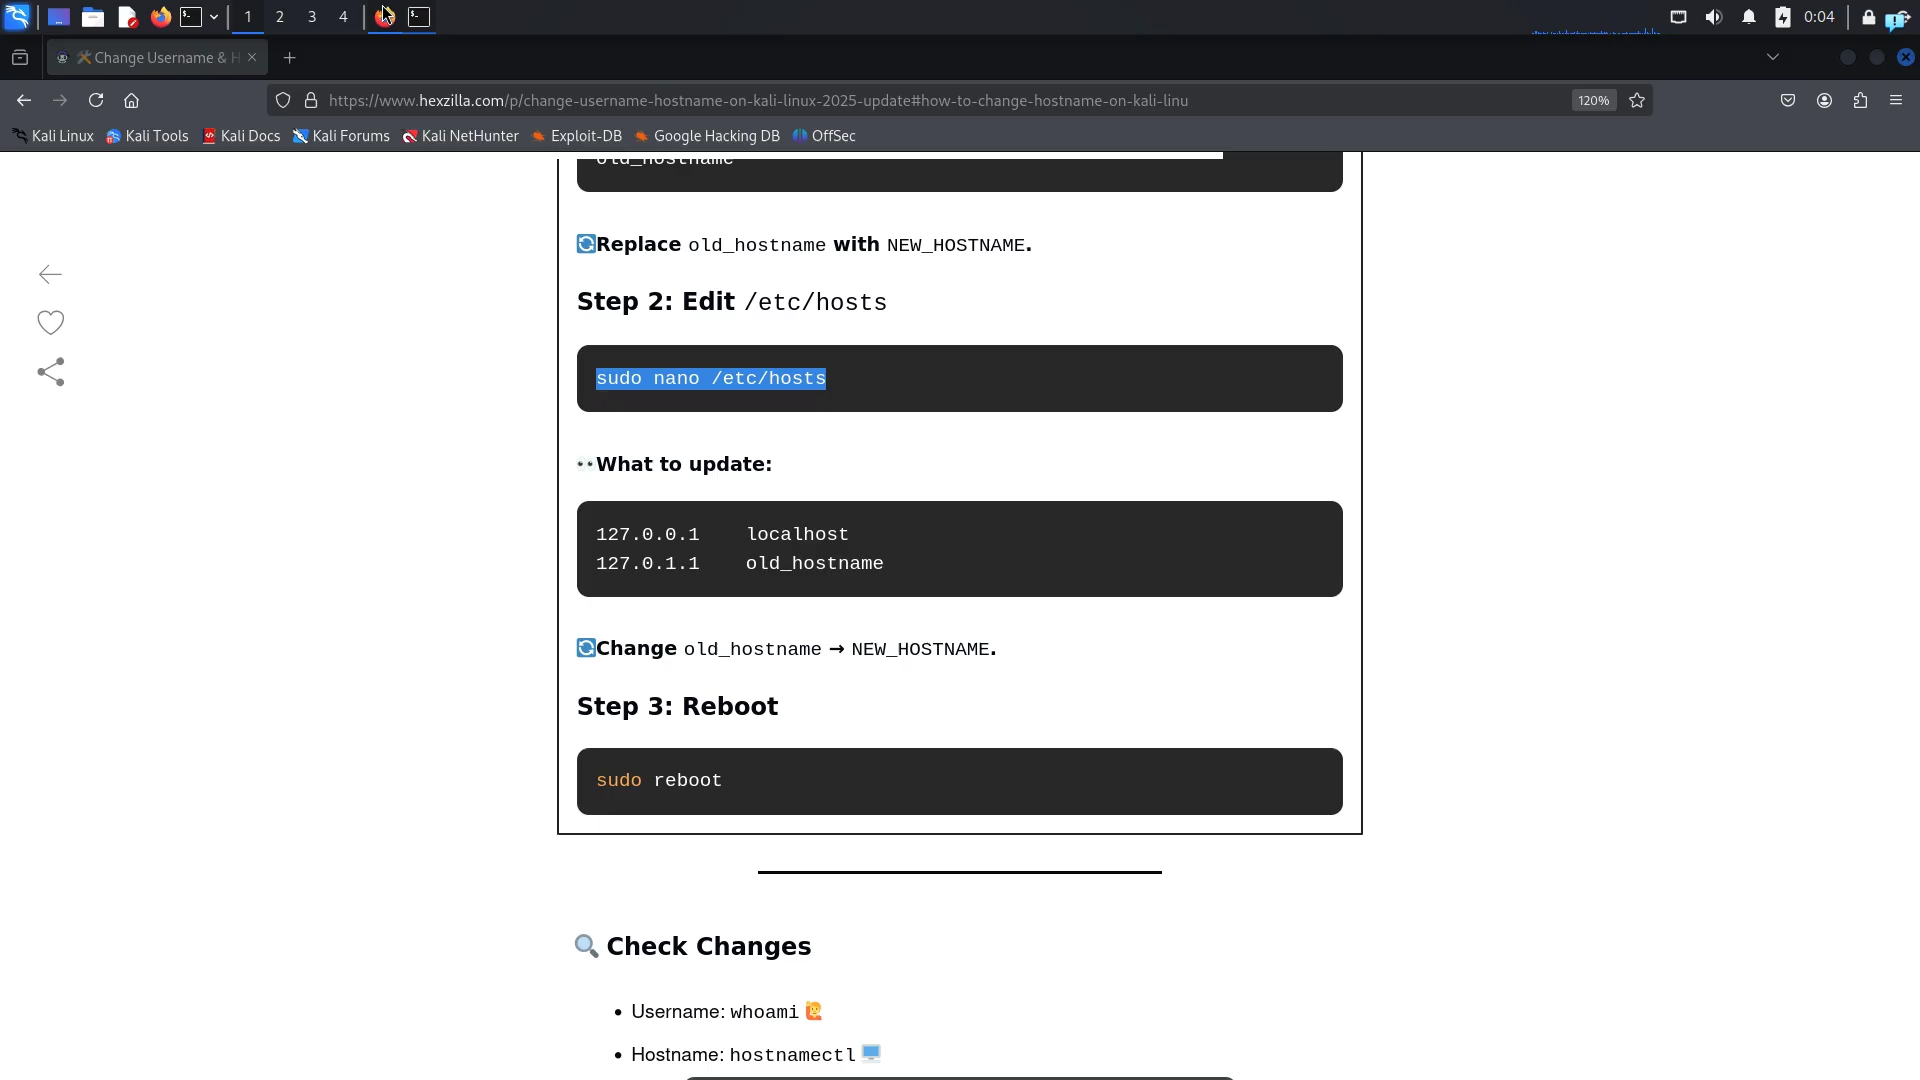 1 2 3 4
0:04
Change Username & H
https://www.hexzilla.com/p/change-username-hostname-on-kali-linux-2025-update#how-to-change-hostname-on-kali-linu
120%
Kali Linux Kali Tools Kali Docs Kali Forums Kali NetHunter Exploit-DB Google Hacking DB OffSec
old_hostname
Replace old_hostname with NEW_HOSTNAME.
Step 2: Edit /etc/hosts
sudo nano /etc/hosts
What to update:
127.0.0.1 localhost
127.0.1.1 old_hostname
Change old_hostname → NEW_HOSTNAME.
Step 3: Reboot
sudo reboot
Check Changes
• Username: whoami
• Hostname: hostnamectl